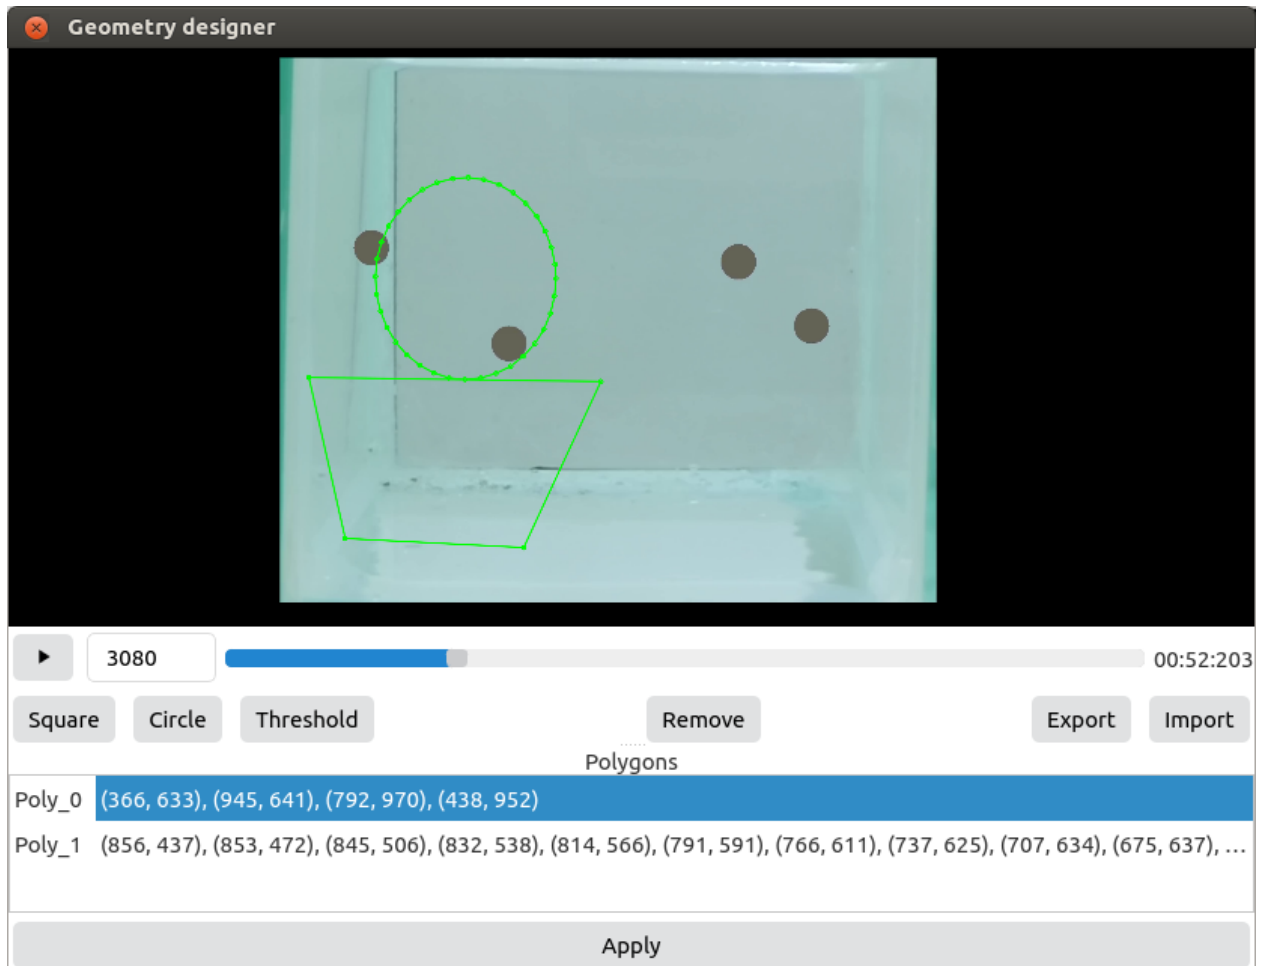 Geometry designer
3080 00:52:203
Square Circle Threshold Remove Export Import
Polygons
Poly_0 (366, 633), (945, 641), (792, 970), (438, 952)
Poly_1 (856, 437), (853, 472), (845, 506), (832, 538), (814, 566), (791, 591), (766, 611), (737, 625), (707, 634), (675, 637), ...
Apply